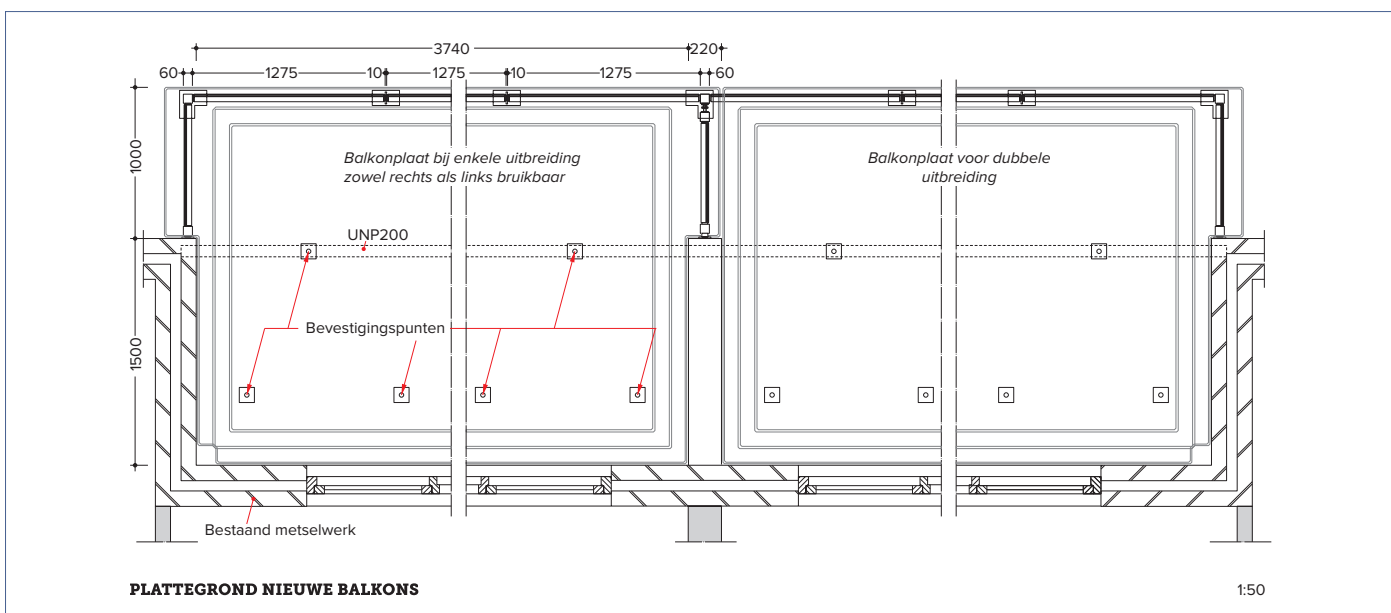 3740 220
60 1275 10 1275 10 1275 60
1000
Balkonplaat bij enkele uitbreiding
zowel rechts als links bruikbaar
Balkonplaat voor dubbele
uitbreiding
UNP200
1500
Bevestigingspunten
Bestaand metselwerk
PLATTEGROND NIEUWE BALKONS
1:50